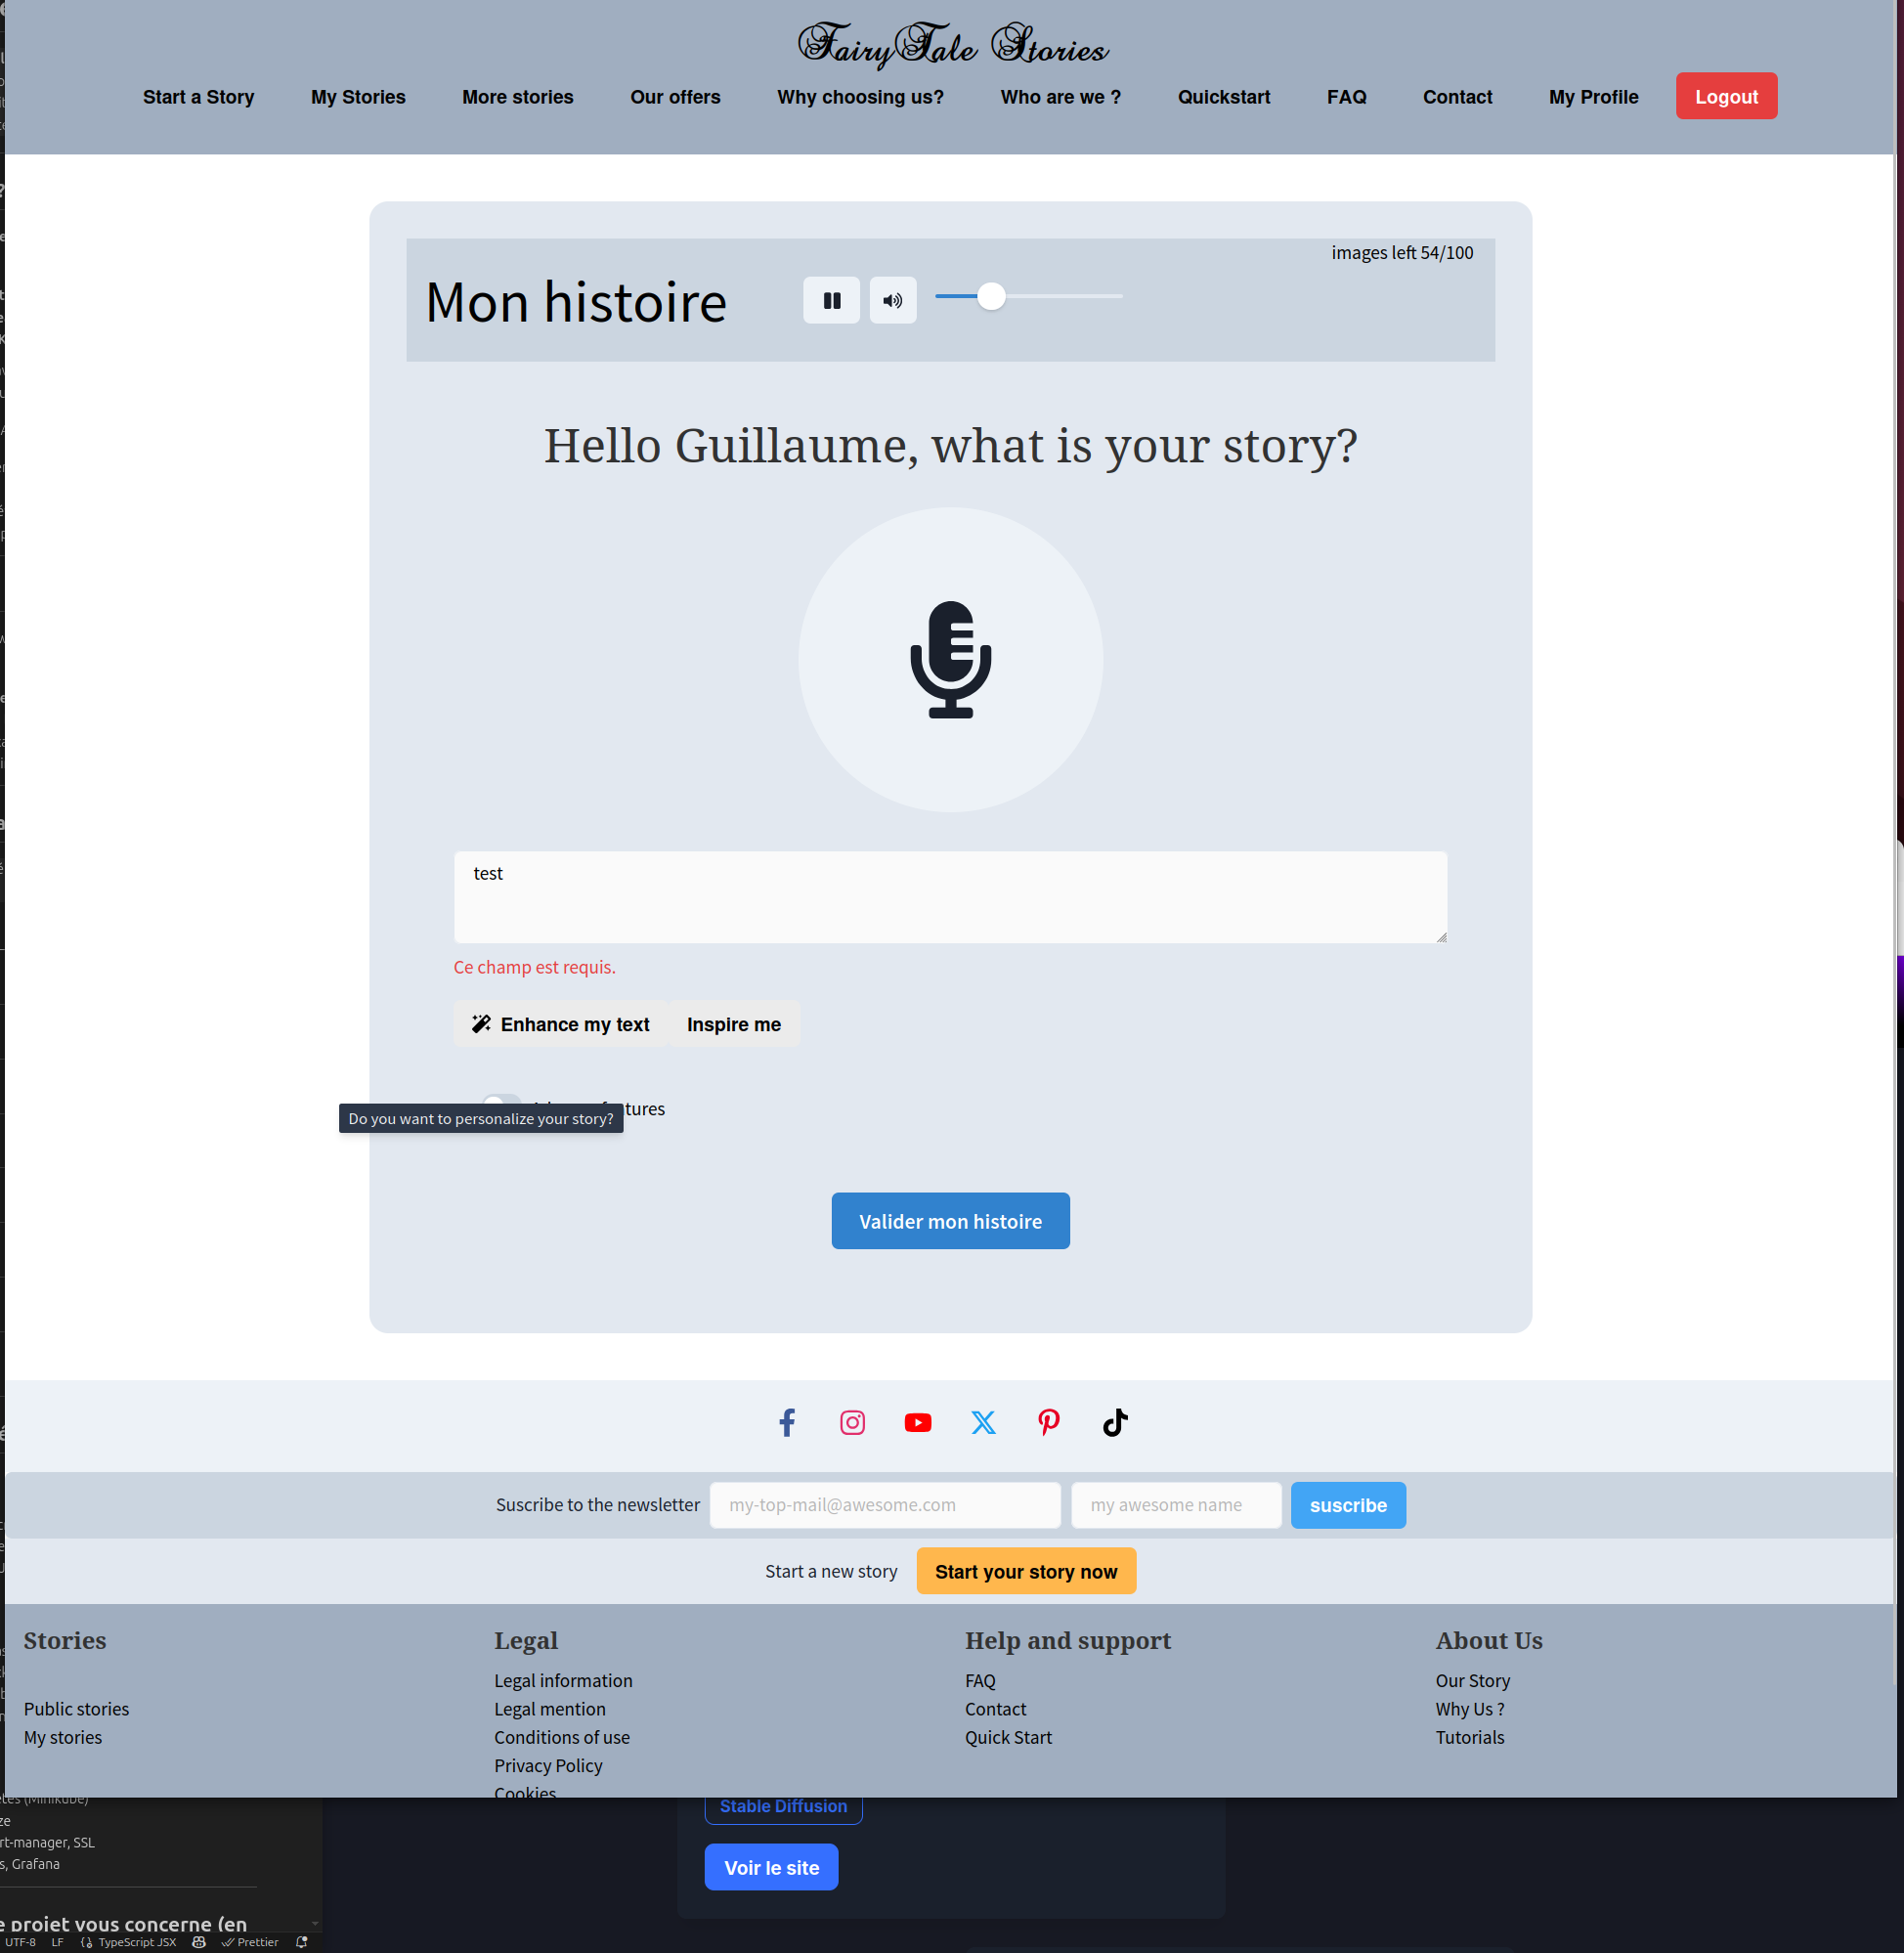 FairyTale Stories
Start a Story My Stories More stories Our offers Why choosing us? Who are we ? Quickstart FAQ Contact My Profile Logout
images left 54/100
Mon histoire
Hello Guillaume, what is your story?
test
Ce champ est requis.
Enhance my text Inspire me
tures
Do you want to personalize your story?
Valider mon histoire
Suscribe to the newsletter my-top-mail@awesome.com my awesome name suscribe
Start a new story Start your story now
Stories
Public stories
My stories
Legal
Legal information
Legal mention
Conditions of use
Privacy Policy
Cookies
Help and support
FAQ
Contact
Quick Start
About Us
Our Story
Why Us ?
Tutorials
etes (Minikube)
ze
rt-manager, SSL
s, Grafana
e projet vous concerne (en
UTF-8 LF TypeScript JSX Prettier
Stable Diffusion
Voir le site